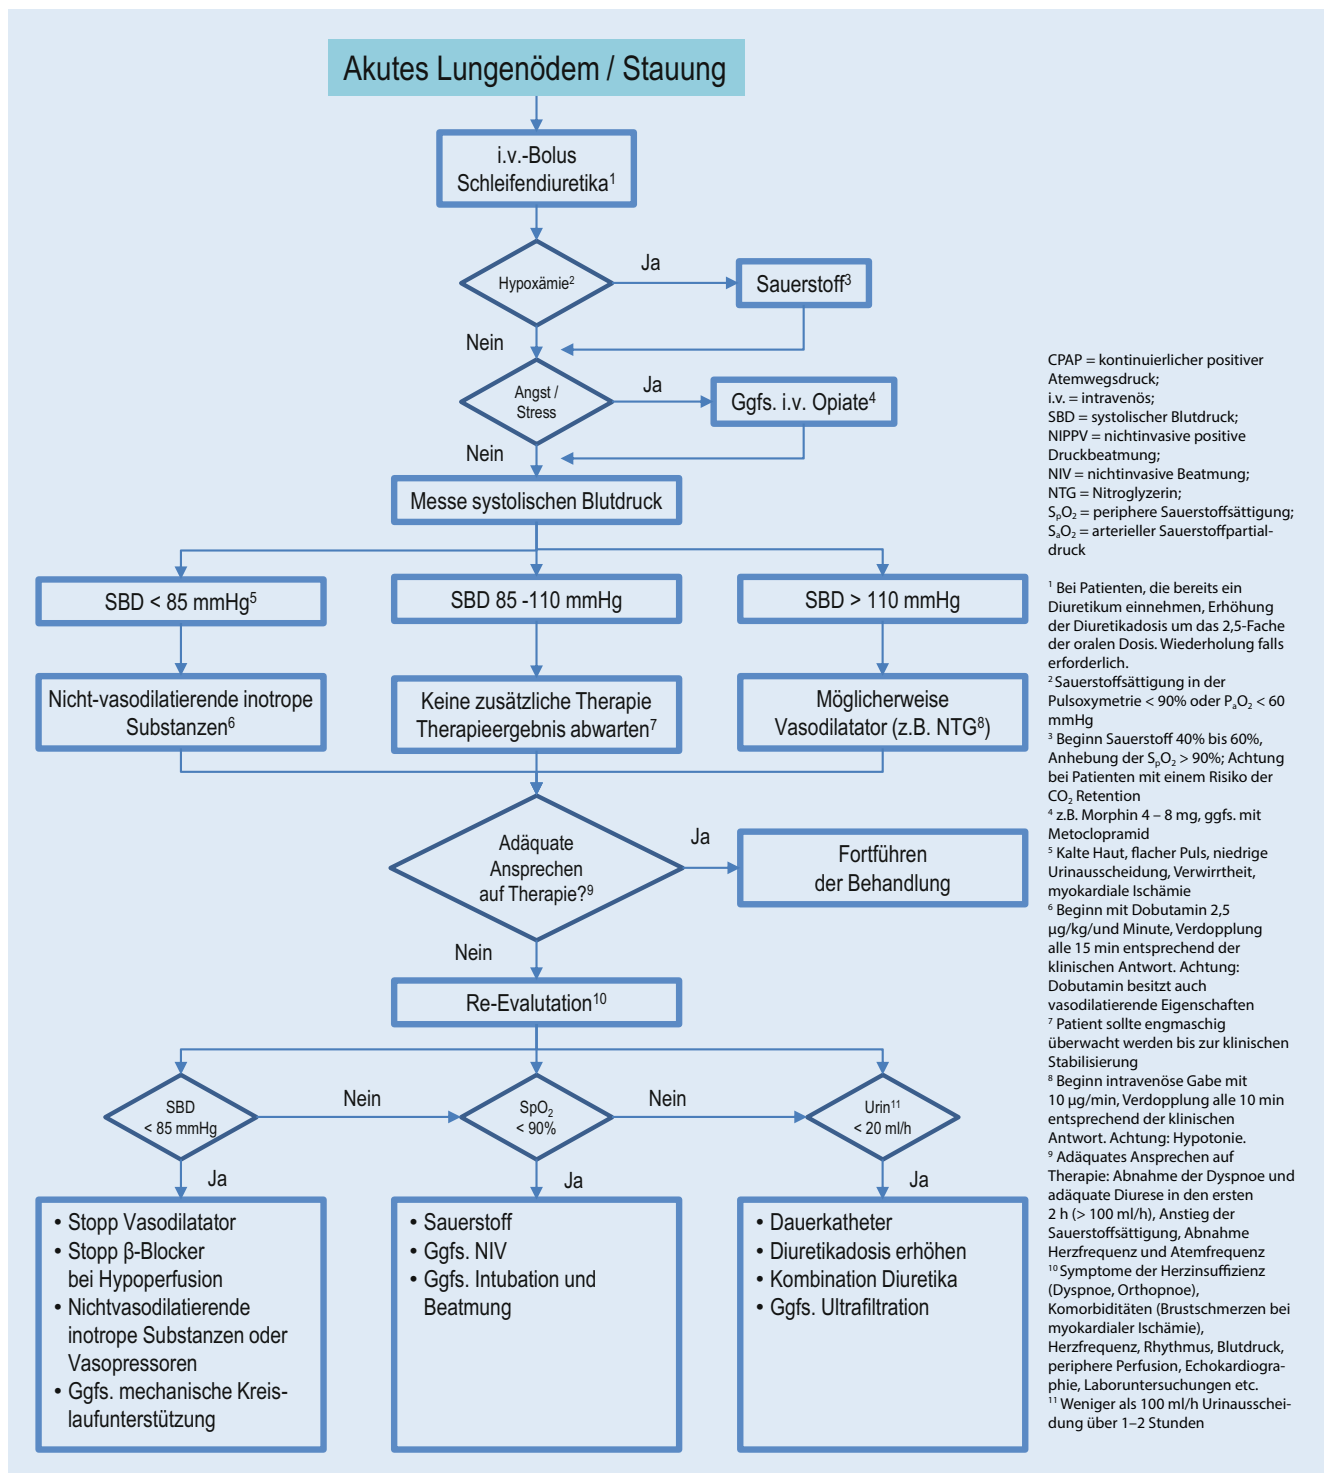 Akutes Lungenödem / Stauung
i.v.-Bolus
Schleifendiuretika¹
Hypoxämie²
Ja
Sauerstoff³
Nein
Angst /
Stress
Ja
Ggfs. i.v. Opiate⁴
Nein
Messe systolischen Blutdruck
SBD < 85 mmHg⁵
SBD 85 -110 mmHg
SBD > 110 mmHg
Nicht-vasodilatierende inotrope
Substanzen⁶
Keine zusätzliche Therapie
Therapieergebnis abwarten⁷
Möglicherweise
Vasodilatator (z.B. NTG⁸)
Adäquate
Ansprechen
auf Therapie?⁹
Ja
Fortführen
der Behandlung
Nein
Re-Evalutation¹⁰
SBD
< 85 mmHg
Nein
SpO₂
< 90%
Nein
Urin¹¹
< 20 ml/h
Ja
Ja
Ja
• Stopp Vasodilatator
• Stopp β-Blocker
bei Hypoperfusion
• Nichtvasodilatierende
inotrope Substanzen oder
Vasopressoren
• Ggfs. mechanische Kreis-
laufunterstützung
• Sauerstoff
• Ggfs. NIV
• Ggfs. Intubation und
Beatmung
• Dauerkatheter
• Diuretikadosis erhöhen
• Kombination Diuretika
• Ggfs. Ultrafiltration
CPAP = kontinuierlicher positiver
Atemwegsdruck;
i.v. = intravenös;
SBD = systolischer Blutdruck;
NIPPV = nichtinvasive positive
Druckbeatmung;
NIV = nichtinvasive Beatmung;
NTG = Nitroglyzerin;
SₚO₂ = periphere Sauerstoffsättigung;
SₐO₂ = arterieller Sauerstoffpartial-
druck
¹ Bei Patienten, die bereits ein
Diuretikum einnehmen, Erhöhung
der Diuretikadosis um das 2,5-Fache
der oralen Dosis. Wiederholung falls
erforderlich.
² Sauerstoffsättigung in der
Pulsoxymetrie < 90% oder PₐO₂ < 60
mmHg
³ Beginn Sauerstoff 40% bis 60%,
Anhebung der SₚO₂ > 90%; Achtung
bei Patienten mit einem Risiko der
CO₂ Retention
⁴ z.B. Morphin 4 – 8 mg, ggfs. mit
Metoclopramid
⁵ Kalte Haut, flacher Puls, niedrige
Urinausscheidung, Verwirrtheit,
myokardiale Ischämie
⁶ Beginn mit Dobutamin 2,5
µg/kg/und Minute, Verdopplung
alle 15 min entsprechend der
klinischen Antwort. Achtung:
Dobutamin besitzt auch
vasodilatierende Eigenschaften
⁷ Patient sollte engmaschig
überwacht werden bis zur klinischen
Stabilisierung
⁸ Beginn intravenöse Gabe mit
10 µg/min, Verdopplung alle 10 min
entsprechend der klinischen
Antwort. Achtung: Hypotonie.
⁹ Adäquates Ansprechen auf
Therapie: Abnahme der Dyspnoe und
adäquate Diurese in den ersten
2 h (> 100 ml/h), Anstieg der
Sauerstoffsättigung, Abnahme
Herzfrequenz und Atemfrequenz
¹⁰ Symptome der Herzinsuffizienz
(Dyspnoe, Orthopnoe),
Komorbiditäten (Brustschmerzen bei
myokardialer Ischämie),
Herzfrequenz, Rhythmus, Blutdruck,
periphere Perfusion, Echokardiogra-
phie, Laboruntersuchungen etc.
¹¹ Weniger als 100 ml/h Urinausschei-
dung über 1–2 Stunden